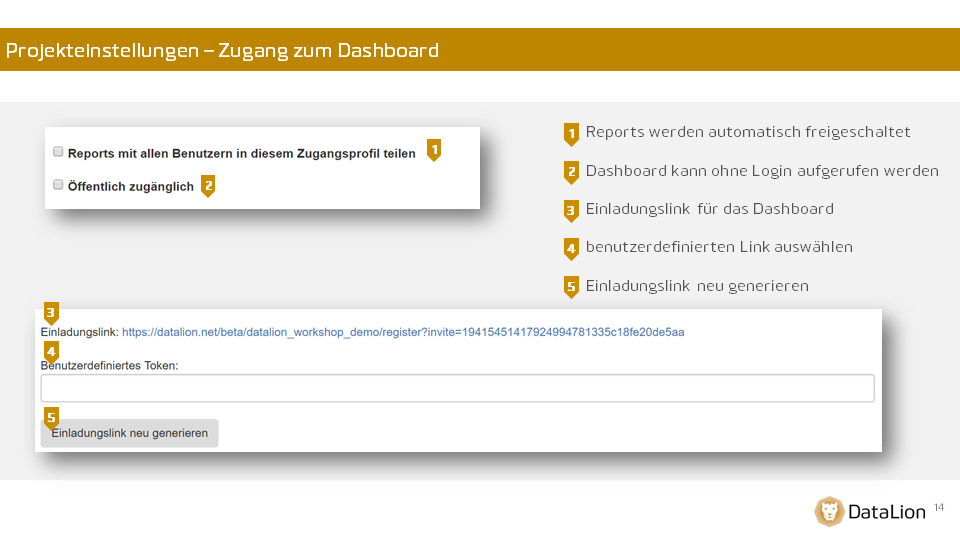 Projekteinstellungen – Zugang zum Dashboard
Reports mit allen Benutzern in diesem Zugangsprofil teilen 1
Öffentlich zugänglich 2
1 Reports werden automatisch freigeschaltet
2 Dashboard kann ohne Login aufgerufen werden
3 Einladungslink für das Dashboard
4 benutzerdefinierten Link auswählen
5 Einladungslink neu generieren
3
Einladungslink: https://datalion.net/beta/datalion_workshop_demo/register?invite=19415451417924994781335c18fe20de5aa
4
Benutzerdefiniertes Token:
5
Einladungslink neu generieren
DataLion 14